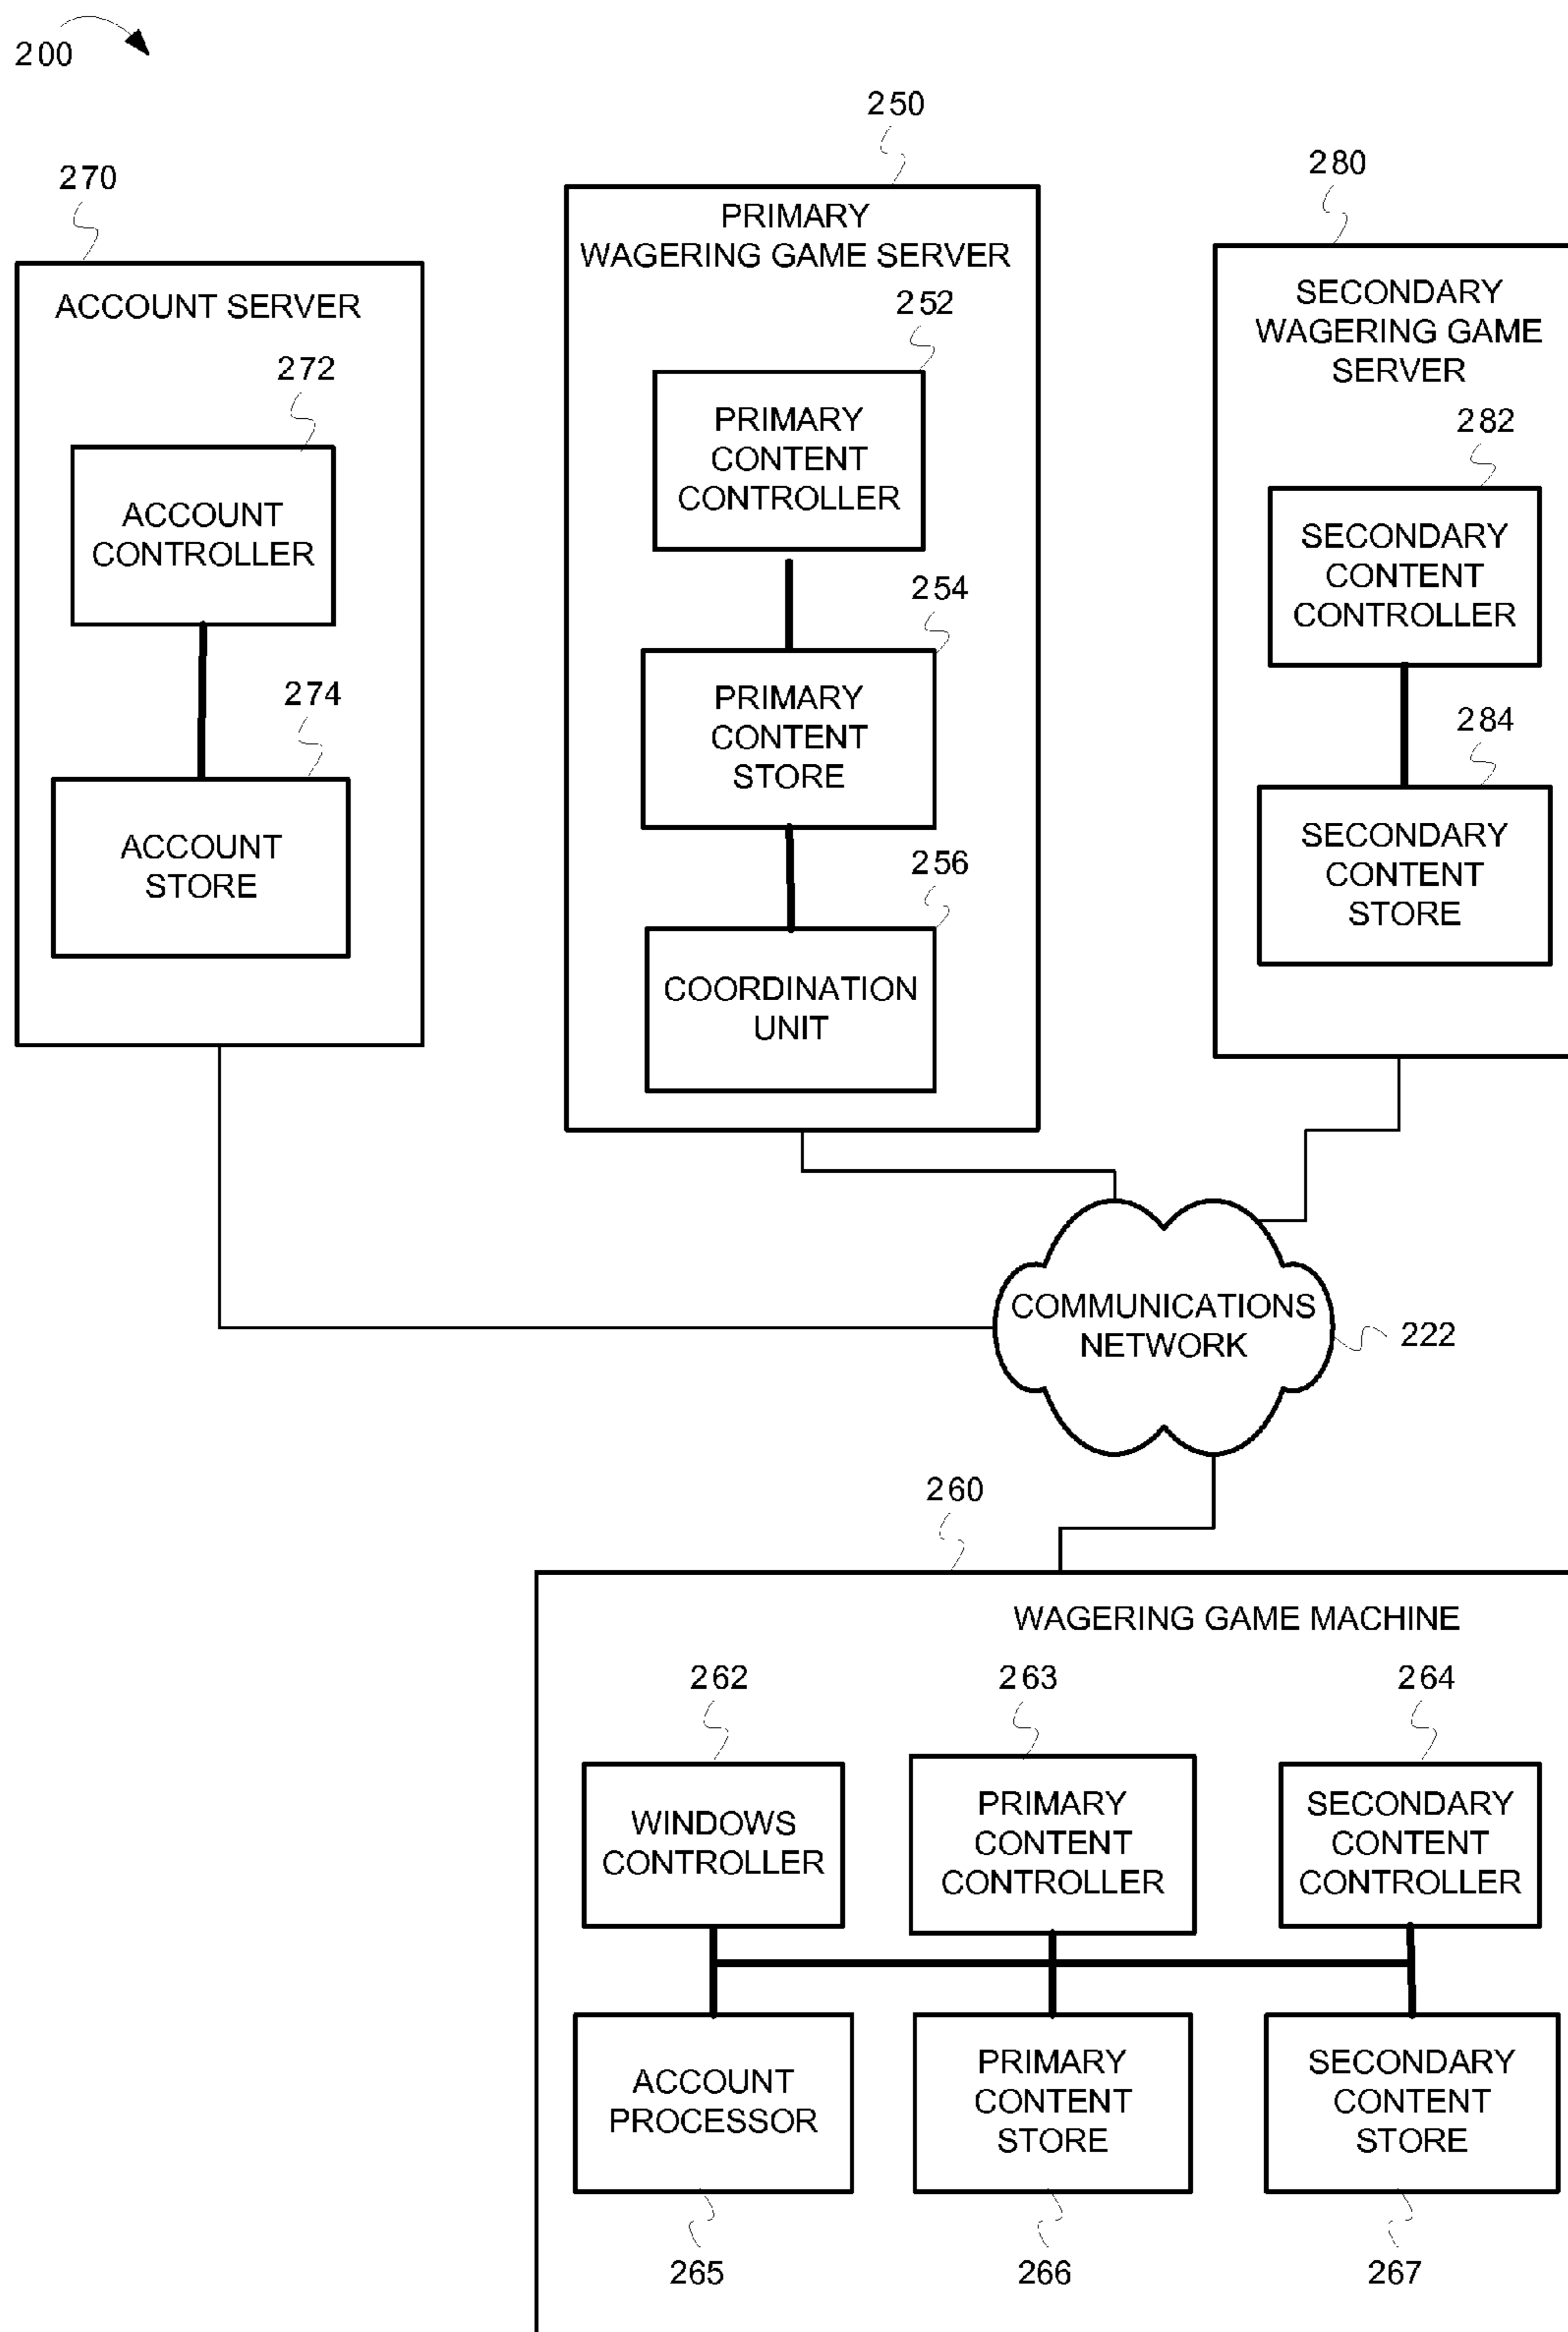 200
250
270
280
PRIMARY
WAGERING GAME SERVER
ACCOUNT SERVER
252
SECONDARY
WAGERING GAME
SERVER
272
PRIMARY
CONTENT
CONTROLLER
282
ACCOUNT
CONTROLLER
SECONDARY
CONTENT
CONTROLLER
254
274
PRIMARY
CONTENT
STORE
284
ACCOUNT
STORE
SECONDARY
CONTENT
STORE
256
COORDINATION
UNIT
COMMUNICATIONS
NETWORK
222
260
WAGERING GAME MACHINE
262
263
264
WINDOWS
CONTROLLER
PRIMARY
CONTENT
CONTROLLER
SECONDARY
CONTENT
CONTROLLER
ACCOUNT
PROCESSOR
PRIMARY
CONTENT
STORE
SECONDARY
CONTENT
STORE
265
266
267